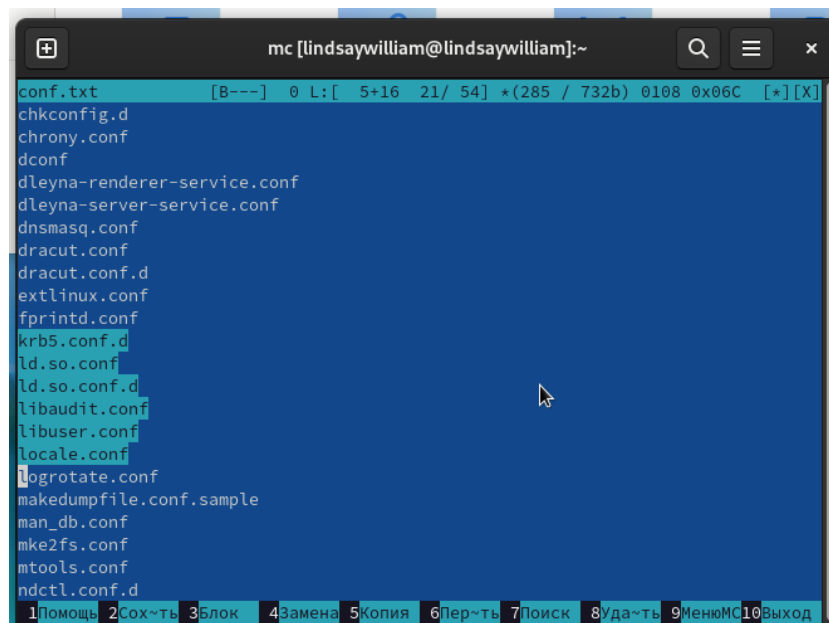 mc [lindsaywilliam@lindsaywilliam]:~
conf.txt [B---] 0 L:[ 5+16 21/ 54] *(285 / 732b) 0108 0x06C [*][X]
chkconfig.d
chrony.conf
dconf
dleyna-renderer-service.conf
dleyna-server-service.conf
dnsmasq.conf
dracut.conf
dracut.conf.d
extlinux.conf
fprintd.conf
krb5.conf.d
ld.so.conf
ld.so.conf.d
libaudit.conf
libuser.conf
locale.conf
logrotate.conf
makedumpfile.conf.sample
man_db.conf
mke2fs.conf
mtools.conf
ndctl.conf.d
1Помощь 2Сох~ть 3Блок 4Замена 5Копия 6Пер~ть 7Поиск 8Уда~ть 9МенюМС 10Выход